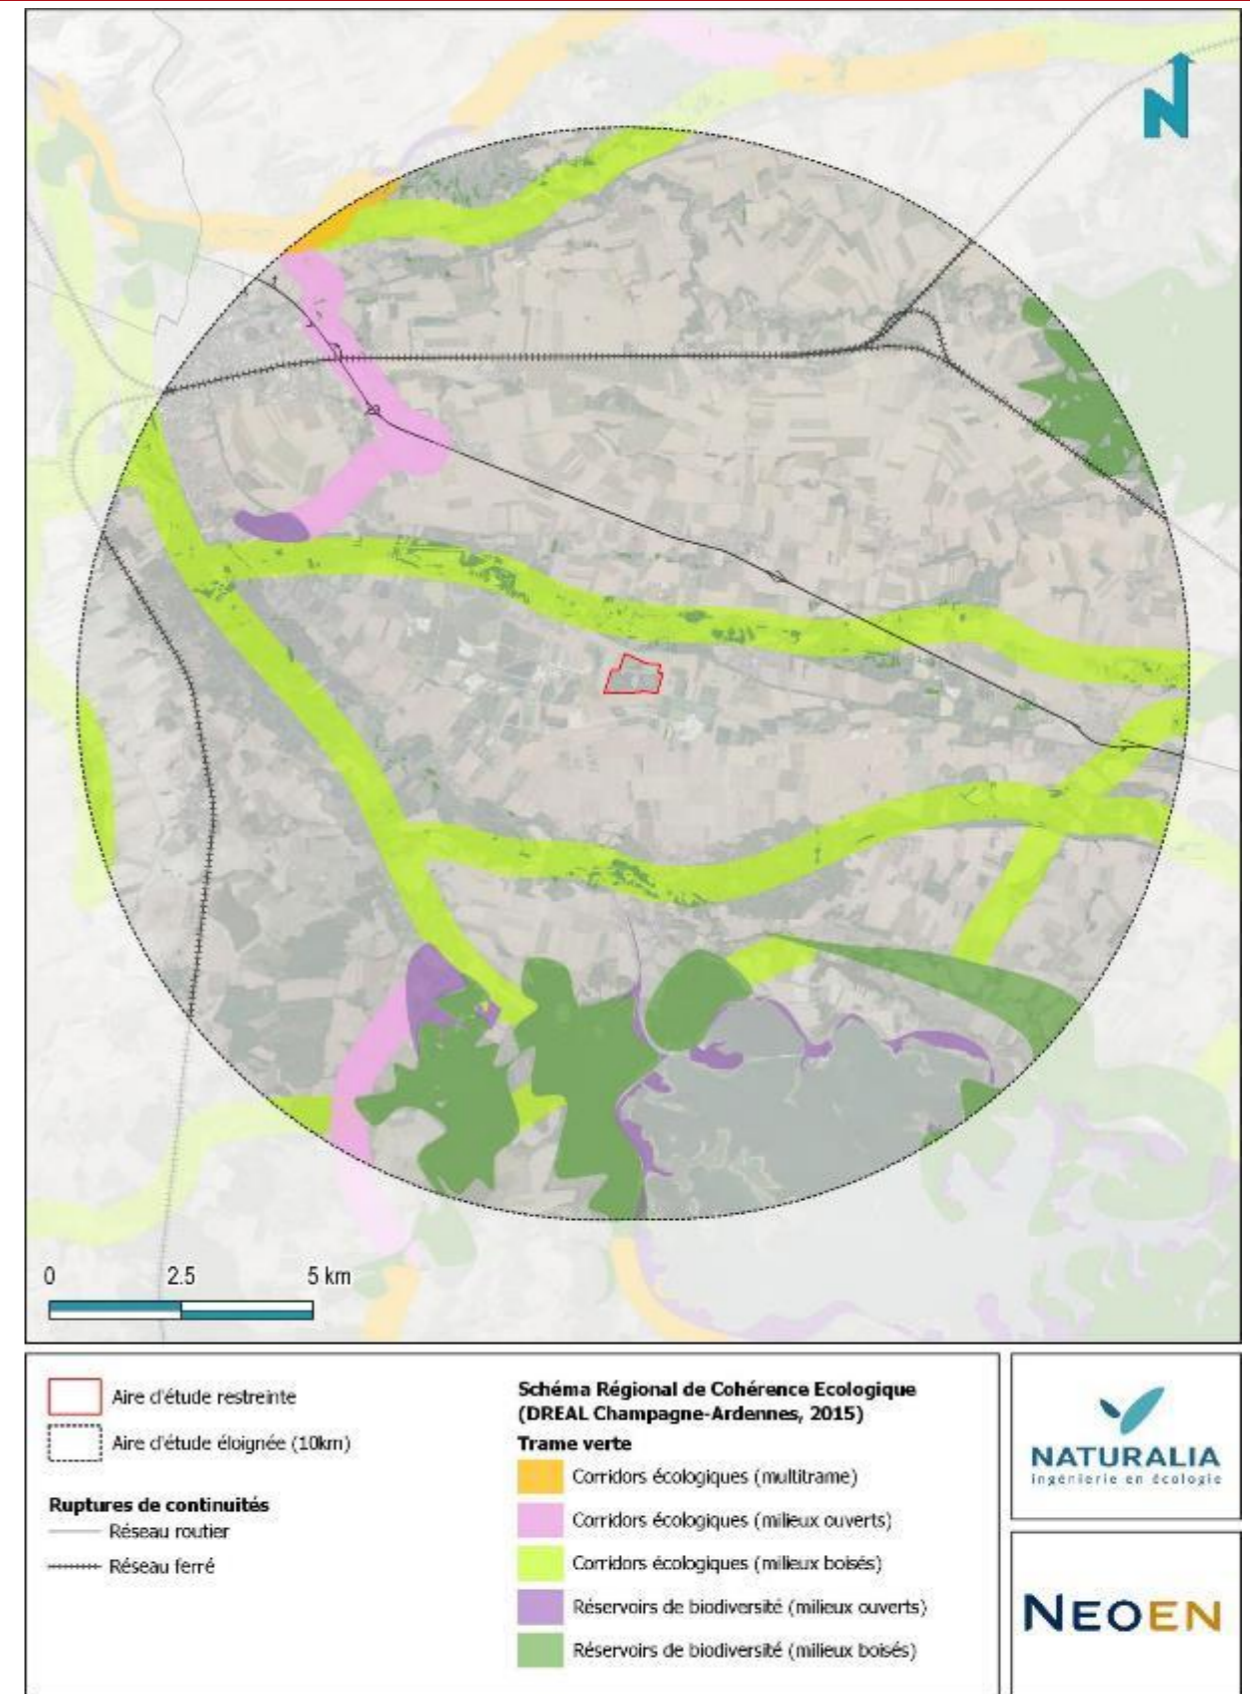 N
0 2.5 5 km
Aire d'étude restreinte
Aire d'étude éloignée (10km)
Ruptures de continuités
Réseau routier
Réseau ferré
Schéma Régional de Cohérence Ecologique
(DREAL Champagne-Ardennes, 2015)
Trame verte
Corridors écologiques (multitrame)
Corridors écologiques (milieux ouverts)
Corridors écologiques (milieux boisés)
Réservoirs de biodiversité (milieux ouverts)
Réservoirs de biodiversité (milieux boisés)
NATURALIA
ingénierie en écologie
NEOEN